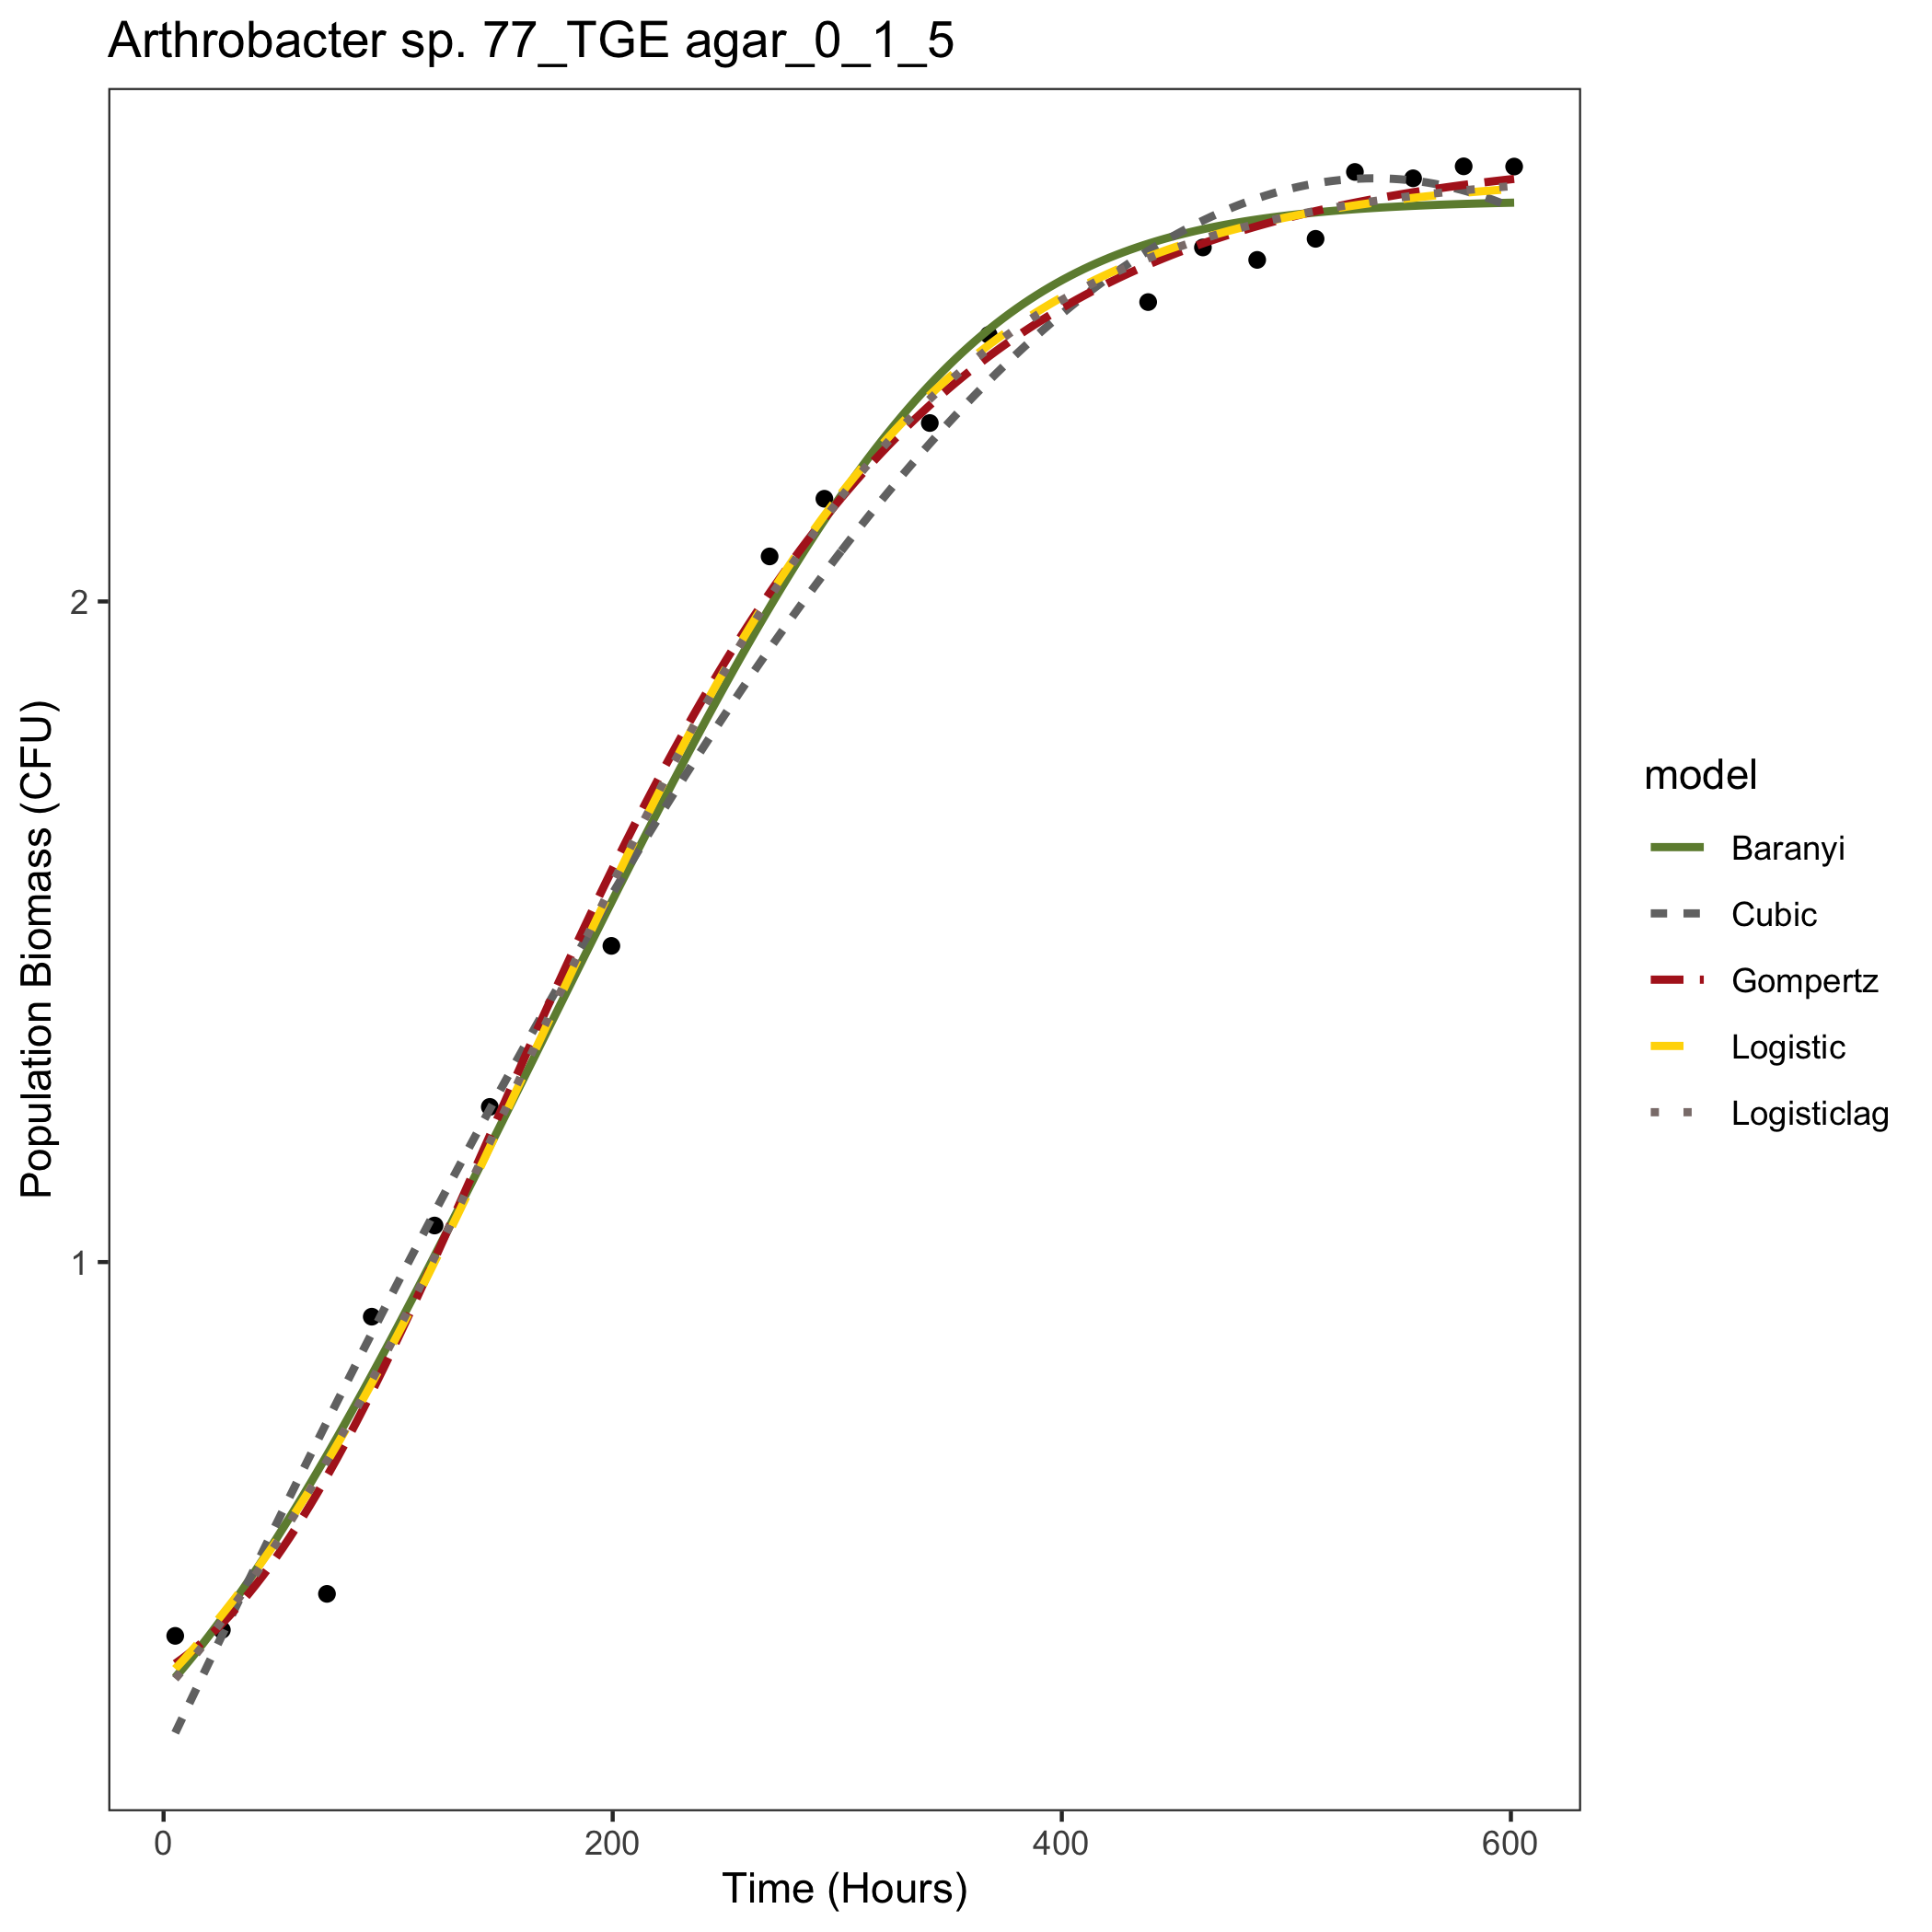 Arthrobacter sp. 77_TGE agar_0_1_5
Population Biomass (CFU)
2
1
0
200
400
600
Time (Hours)
model
Baranyi
Cubic
Gompertz
Logistic
Logisticlag